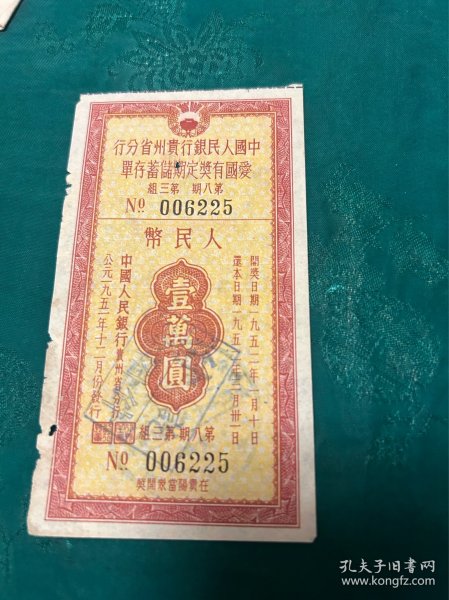 中國人民銀行貴州省分行
愛國有獎定期儲蓄存單
第八期 第三組
Nº 006225
人民幣
壹萬圓
開獎日期一九五二年二月十日
還本日期一九五二年三月卅一日
中國人民銀行貴州省分行
公元一九五一年十二月份發行
第八期 第三組
Nº 006225
在貴陽當衆開獎
孔夫子旧书网
www.kongfz.com